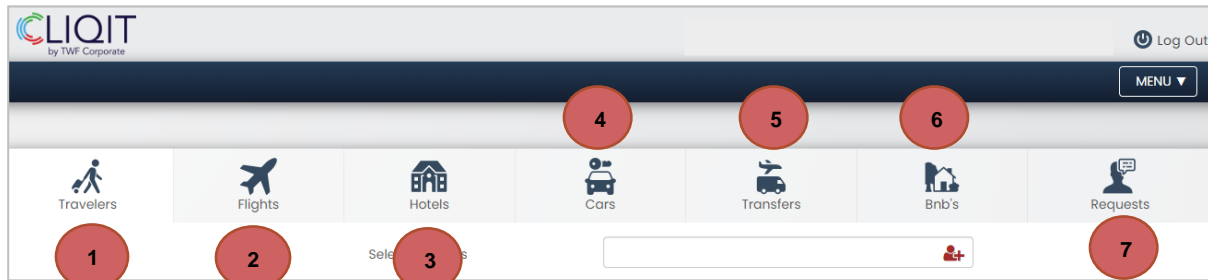 CLIQIT
by TWF Corporate
Log Out
MENU ▼
4 5 6
Travelers Flights Hotels Cars Transfers Bnb's Requests
1 2 3 7